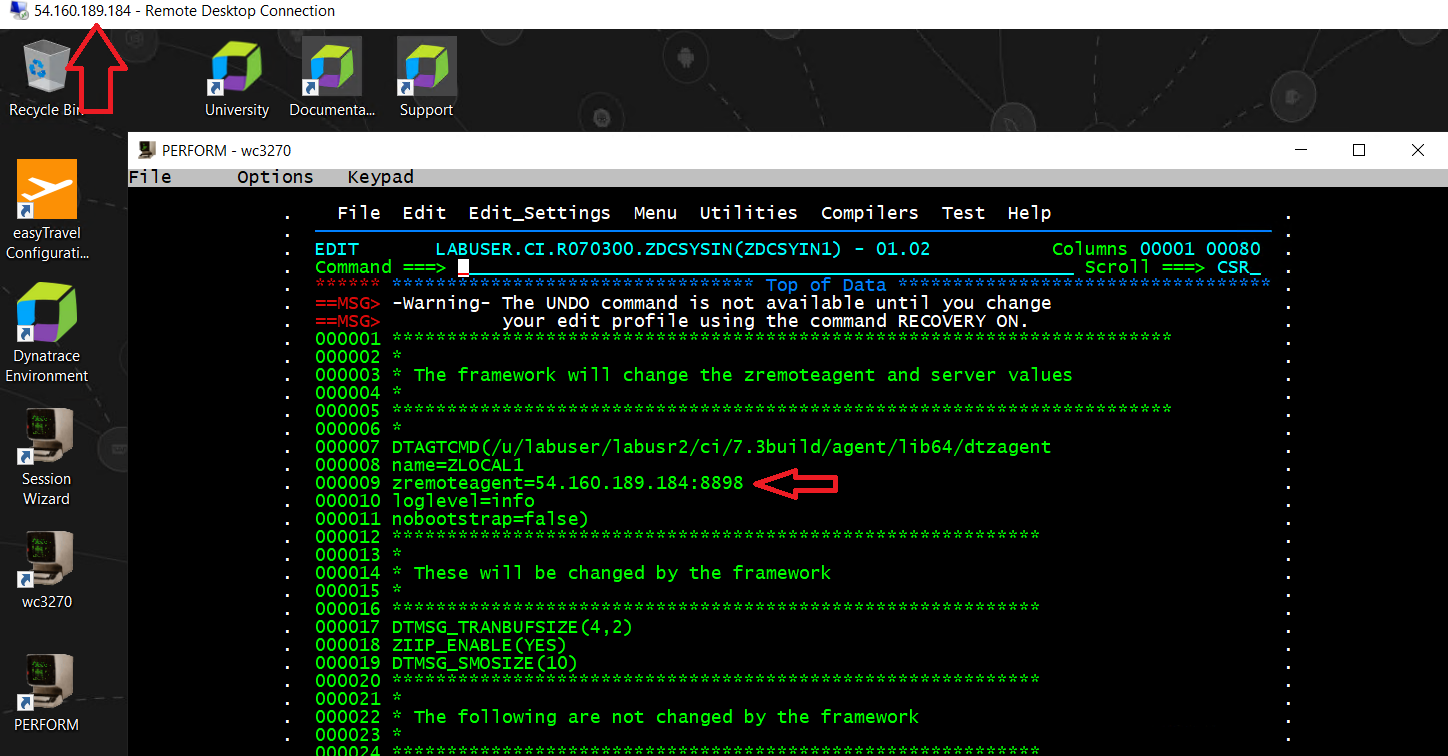 54.160.189.184 - Remote Desktop Connection
Recycle Bin
University
Documenta...
Support
easyTravel
Configurati...
Dynatrace
Environment
Session
Wizard
wc3270
PERFORM
PERFORM - wc3270
File Options Keypad
. File Edit Edit_Settings Menu Utilities Compilers Test Help .
EDIT LABUSER.CI.R070300.ZDCSYSIN(ZDCSYIN1) - 01.02 Columns 00001 00080
Command ===> Scroll ===> CSR_
****** ********************************* Top of Data **********************************
==MSG> -Warning- The UNDO command is not available until you change
==MSG> your edit profile using the command RECOVERY ON.
000001 ***********************************************************************
000002 *
000003 * The framework will change the zremoteagent and server values
000004 *
000005 ***********************************************************************
000006 *
000007 DTAGTCMD(/u/labuser/labusr2/ci/7.3build/agent/lib64/dtzagent
000008 name=ZLOCAL1
000009 zremoteagent=54.160.189.184:8898
000010 loglevel=info
000011 nobootstrap=false)
000012 ***********************************************************
000013 *
000014 * These will be changed by the framework
000015 *
000016 ***********************************************************
000017 DTMSG_TRANBUFSIZE(4,2)
000018 ZIIP_ENABLE(YES)
000019 DTMSG_SMOSIZE(10)
000020 ***********************************************************
000021 *
000022 * The following are not changed by the framework
000023 *
000024 ***********************************************************